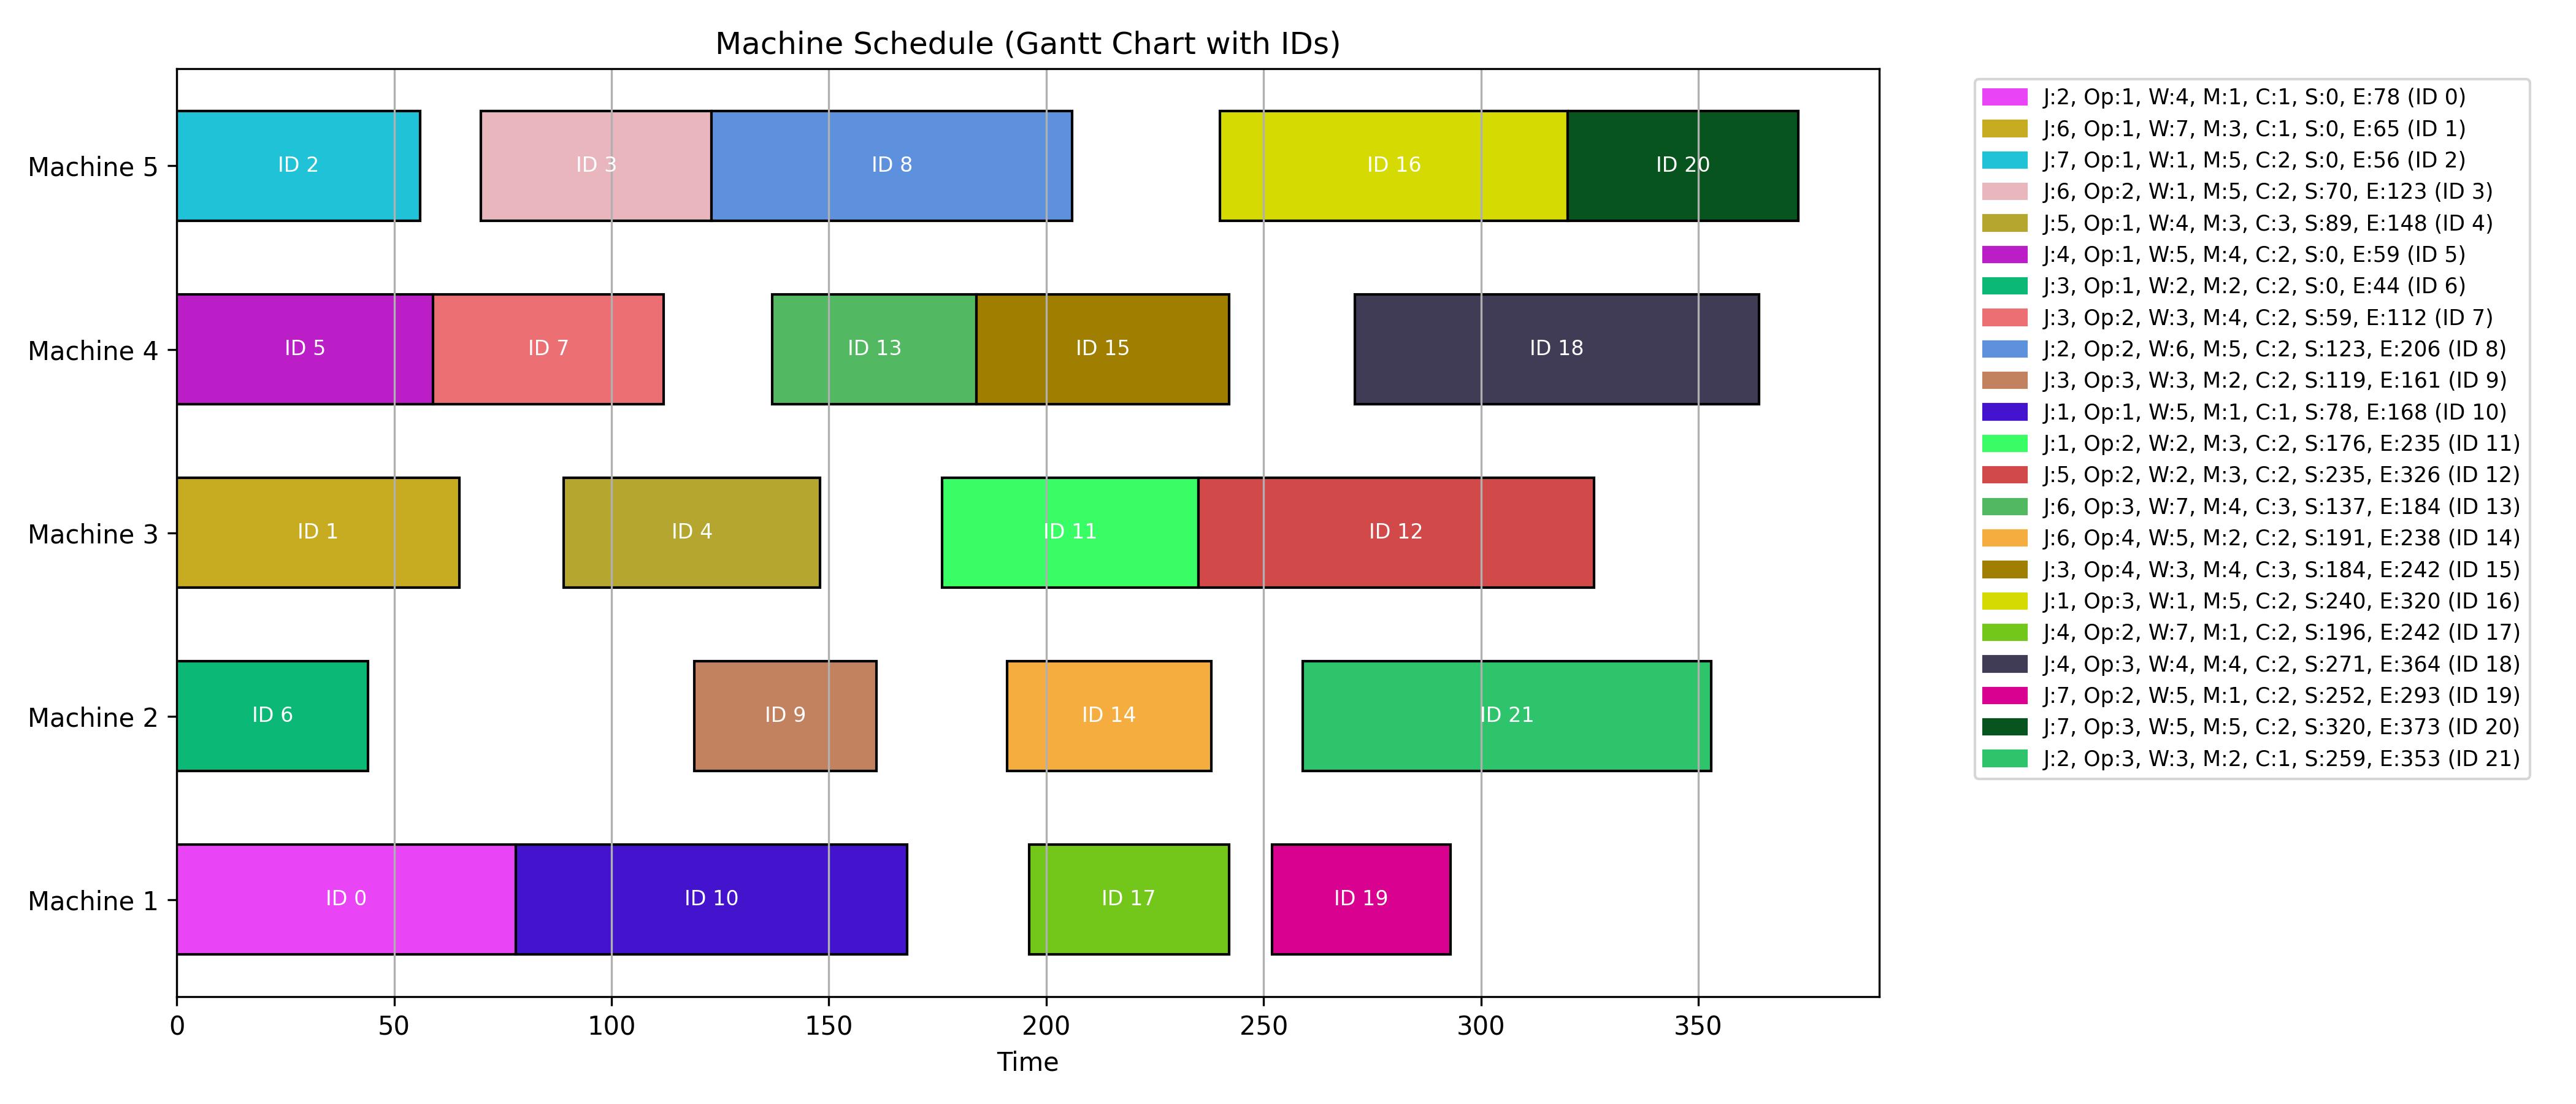 Machine Schedule (Gantt Chart with IDs)
Machine 5
ID 2
ID 3
ID 8
ID 16
ID 20
Machine 4
ID 5
ID 7
ID 13
ID 15
ID 18
Machine 3
ID 1
ID 4
ID 11
ID 12
Machine 2
ID 6
ID 9
ID 14
ID 21
Machine 1
ID 0
ID 10
ID 17
ID 19
0
50
100
150
200
250
300
350
Time
J:2, Op:1, W:4, M:1, C:1, S:0, E:78 (ID 0)
J:6, Op:1, W:7, M:3, C:1, S:0, E:65 (ID 1)
J:7, Op:1, W:1, M:5, C:2, S:0, E:56 (ID 2)
J:6, Op:2, W:1, M:5, C:2, S:70, E:123 (ID 3)
J:5, Op:1, W:4, M:3, C:3, S:89, E:148 (ID 4)
J:4, Op:1, W:5, M:4, C:2, S:0, E:59 (ID 5)
J:3, Op:1, W:2, M:2, C:2, S:0, E:44 (ID 6)
J:3, Op:2, W:3, M:4, C:2, S:59, E:112 (ID 7)
J:2, Op:2, W:6, M:5, C:2, S:123, E:206 (ID 8)
J:3, Op:3, W:3, M:2, C:2, S:119, E:161 (ID 9)
J:1, Op:1, W:5, M:1, C:1, S:78, E:168 (ID 10)
J:1, Op:2, W:2, M:3, C:2, S:176, E:235 (ID 11)
J:5, Op:2, W:2, M:3, C:2, S:235, E:326 (ID 12)
J:6, Op:3, W:7, M:4, C:3, S:137, E:184 (ID 13)
J:6, Op:4, W:5, M:2, C:2, S:191, E:238 (ID 14)
J:3, Op:4, W:3, M:4, C:3, S:184, E:242 (ID 15)
J:1, Op:3, W:1, M:5, C:2, S:240, E:320 (ID 16)
J:4, Op:2, W:7, M:1, C:2, S:196, E:242 (ID 17)
J:4, Op:3, W:4, M:4, C:2, S:271, E:364 (ID 18)
J:7, Op:2, W:5, M:1, C:2, S:252, E:293 (ID 19)
J:7, Op:3, W:5, M:5, C:2, S:320, E:373 (ID 20)
J:2, Op:3, W:3, M:2, C:1, S:259, E:353 (ID 21)